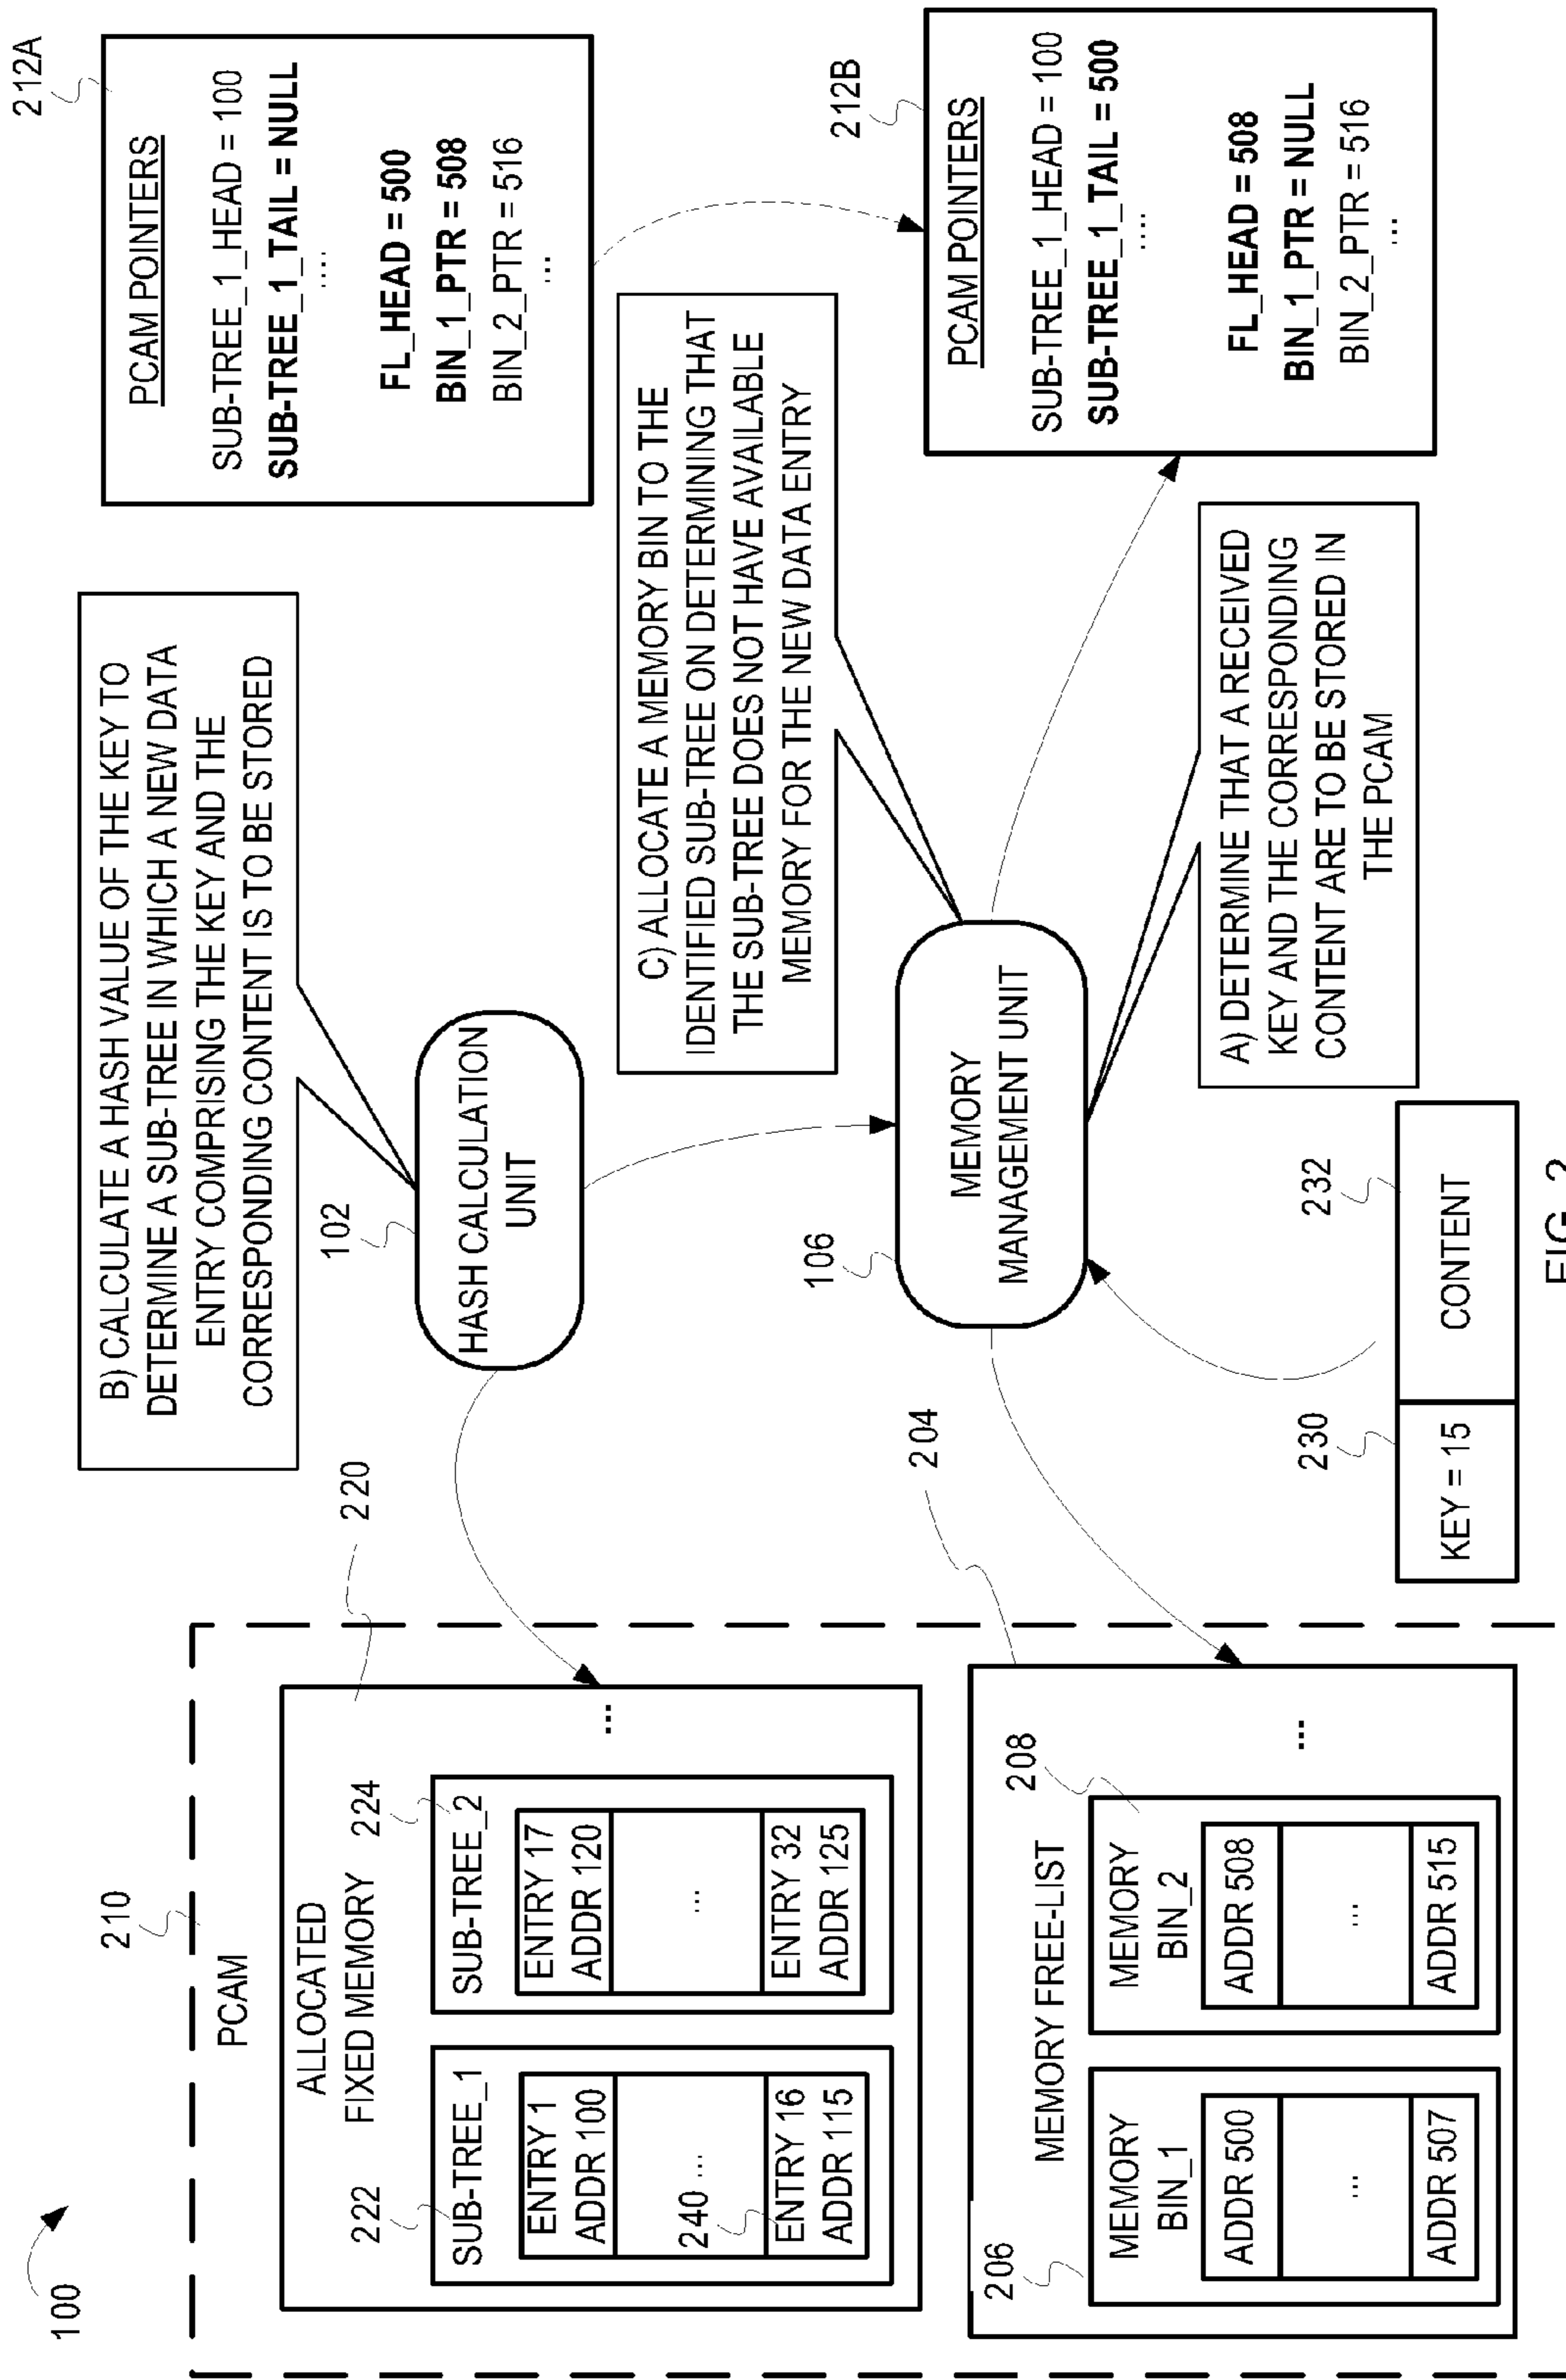 100
210
PCAM
ALLOCATED
FIXED MEMORY
220
222
SUB-TREE_1
ENTRY 1
ADDR 100
...
240
ENTRY 16
ADDR 115
224
SUB-TREE_2
ENTRY 17
ADDR 120
...
ENTRY 32
ADDR 125
...
204
MEMORY FREE-LIST
206
MEMORY
BIN_1
ADDR 500
...
ADDR 507
208
MEMORY
BIN_2
ADDR 508
...
ADDR 515
...
B) CALCULATE A HASH VALUE OF THE KEY TO
DETERMINE A SUB-TREE IN WHICH A NEW DATA
ENTRY COMPRISING THE KEY AND THE
CORRESPONDING CONTENT IS TO BE STORED
102
HASH CALCULATION
UNIT
C) ALLOCATE A MEMORY BIN TO THE
IDENTIFIED SUB-TREE ON DETERMINING THAT
THE SUB-TREE DOES NOT HAVE AVAILABLE
MEMORY FOR THE NEW DATA ENTRY
106
MEMORY
MANAGEMENT UNIT
A) DETERMINE THAT A RECEIVED
KEY AND THE CORRESPONDING
CONTENT ARE TO BE STORED IN
THE PCAM
230
KEY = 15
232
CONTENT
212A
PCAM POINTERS
SUB-TREE_1_HEAD = 100
SUB-TREE_1_TAIL = NULL
....
FL_HEAD = 500
BIN_1_PTR = 508
BIN_2_PTR = 516
...
212B
PCAM POINTERS
SUB-TREE_1_HEAD = 100
SUB-TREE_1_TAIL = 500
....
FL_HEAD = 508
BIN_1_PTR = NULL
BIN_2_PTR = 516
...
FIG.